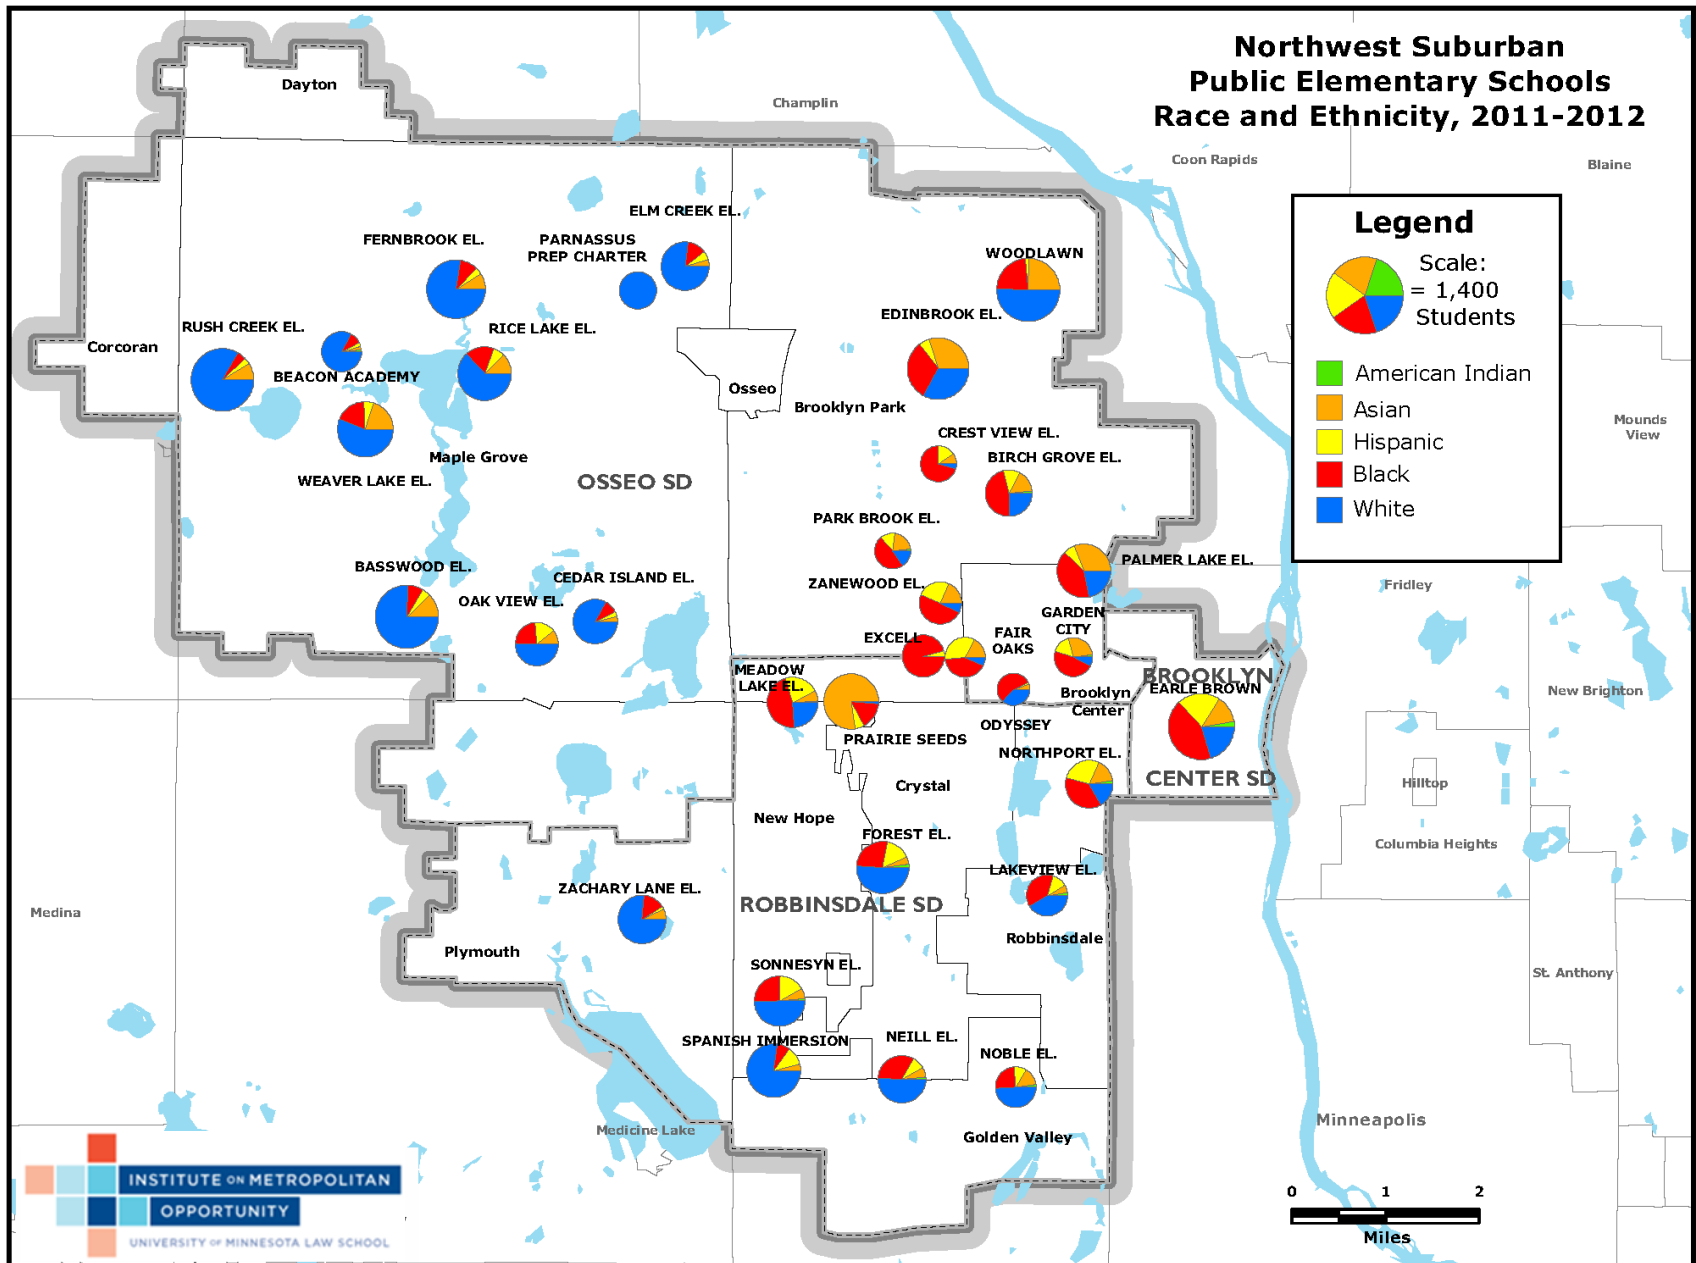 Northwest Suburban
Public Elementary Schools
Race and Ethnicity, 2011-2012
Dayton
Champlin
Coon Rapids
Blaine
Legend
Scale:
= 1,400
Students
American Indian
Asian
Hispanic
Black
White
ELM CREEK EL.
FERNBROOK EL.
PARNASSUS
PREP CHARTER
WOODLAWN
EDINBROOK EL.
RUSH CREEK EL.
RICE LAKE EL.
Corcoran
BEACON ACADEMY
Osseo
Brooklyn Park
Mounds
View
CREST VIEW EL.
BIRCH GROVE EL.
Maple Grove
WEAVER LAKE EL.
OSSEO SD
PARK BROOK EL.
PALMER LAKE EL.
BASSWOOD EL.
CEDAR ISLAND EL.
ZANEWOOD EL.
Fridley
OAK VIEW EL.
GARDEN
CITY
EXCELL
FAIR
OAKS
MEADOW
LAKE EL.
BROOKLYN
EARLE BROWN
Brooklyn
Center
New Brighton
ODYSSEY
PRAIRIE SEEDS
NORTHPORT EL.
CENTER SD
Crystal
Hilltop
New Hope
FOREST EL.
Columbia Heights
LAKEVIEW EL.
ZACHARY LANE EL.
ROBBINSDALE SD
Medina
Robbinsdale
Plymouth
SONNESYN EL.
St. Anthony
SPANISH IMMERSION
NEILL EL.
NOBLE EL.
Minneapolis
Medicine Lake
Golden Valley
INSTITUTE ON METROPOLITAN
OPPORTUNITY
UNIVERSITY OF MINNESOTA LAW SCHOOL
0 1 2
Miles